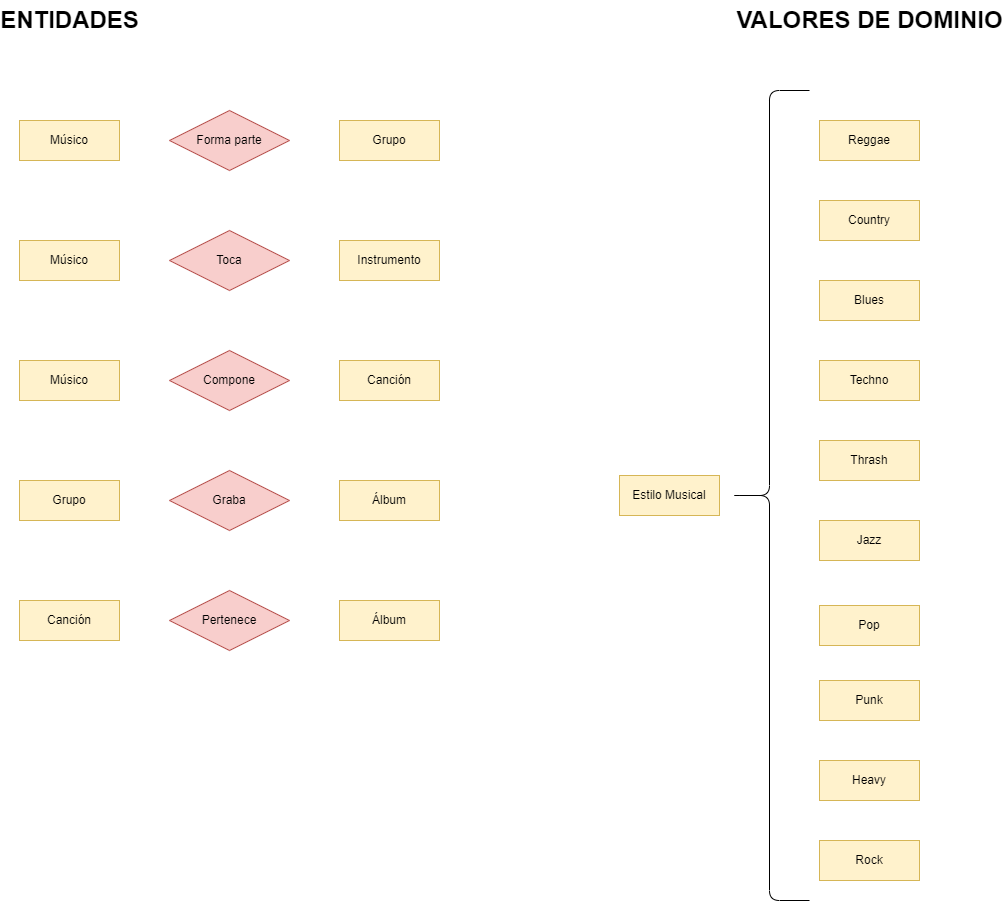 ENTIDADES
VALORES DE DOMINIO
Músico
Forma parte
Grupo
Músico
Toca
Instrumento
Músico
Compone
Canción
Grupo
Graba
Álbum
Canción
Pertenece
Álbum
Estilo Musical
Reggae
Country
Blues
Techno
Thrash
Jazz
Pop
Punk
Heavy
Rock